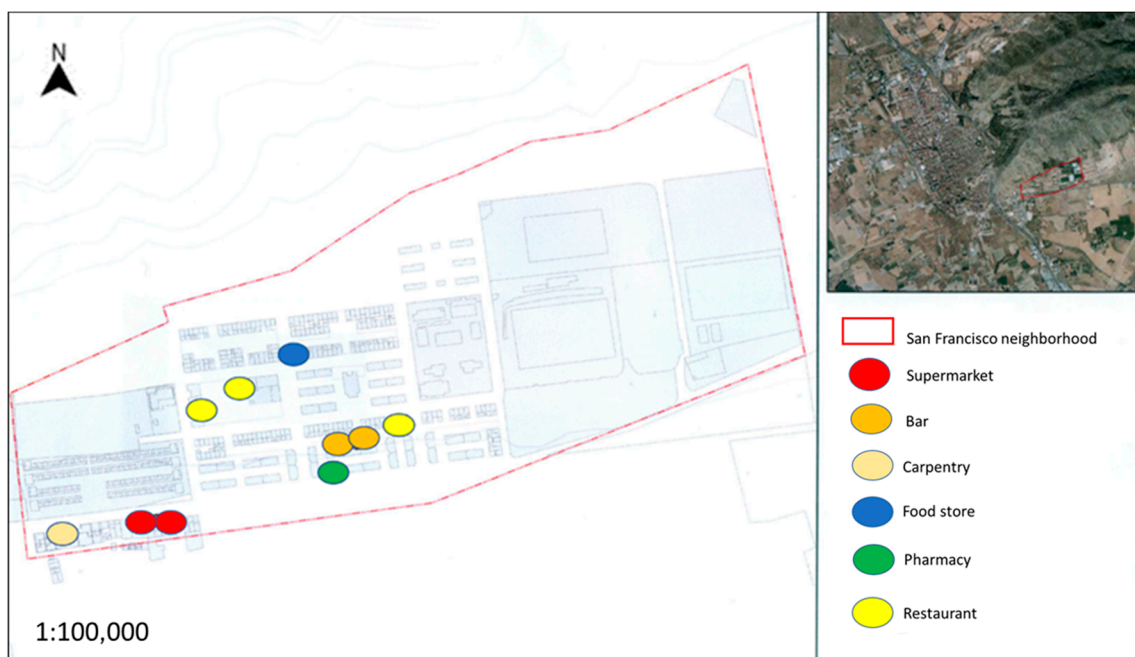 N
1:100,000
San Francisco neighborhood
Supermarket
Bar
Carpentry
Food store
Pharmacy
Restaurant